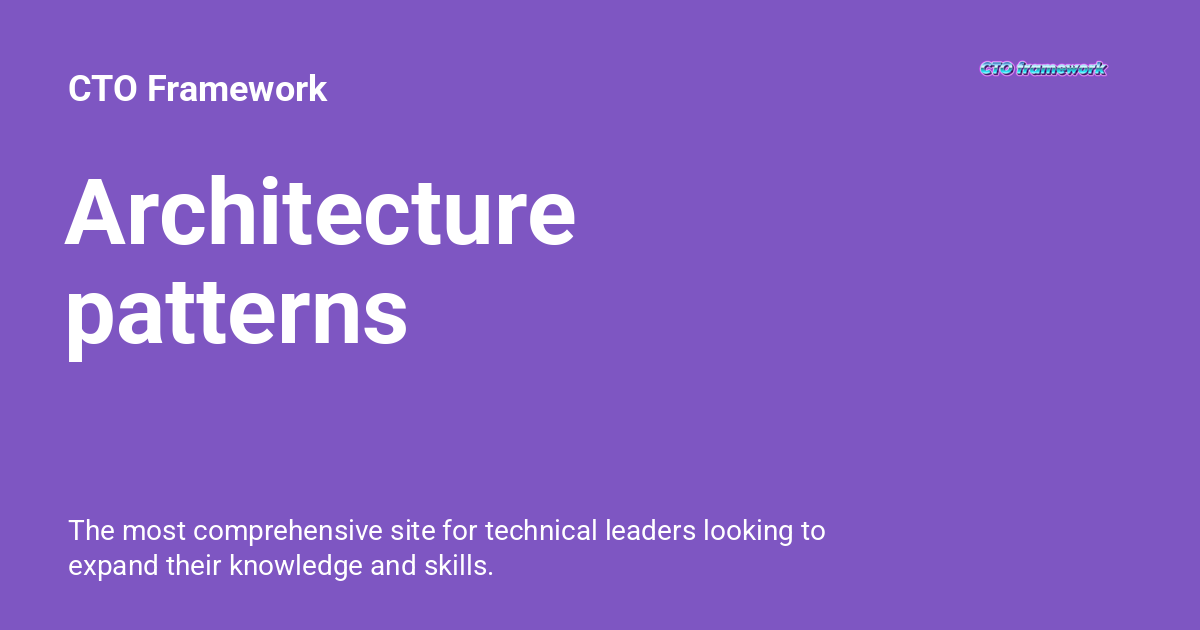 CTO Framework
CTO framework
Architecture
patterns
The most comprehensive site for technical leaders looking to
expand their knowledge and skills.